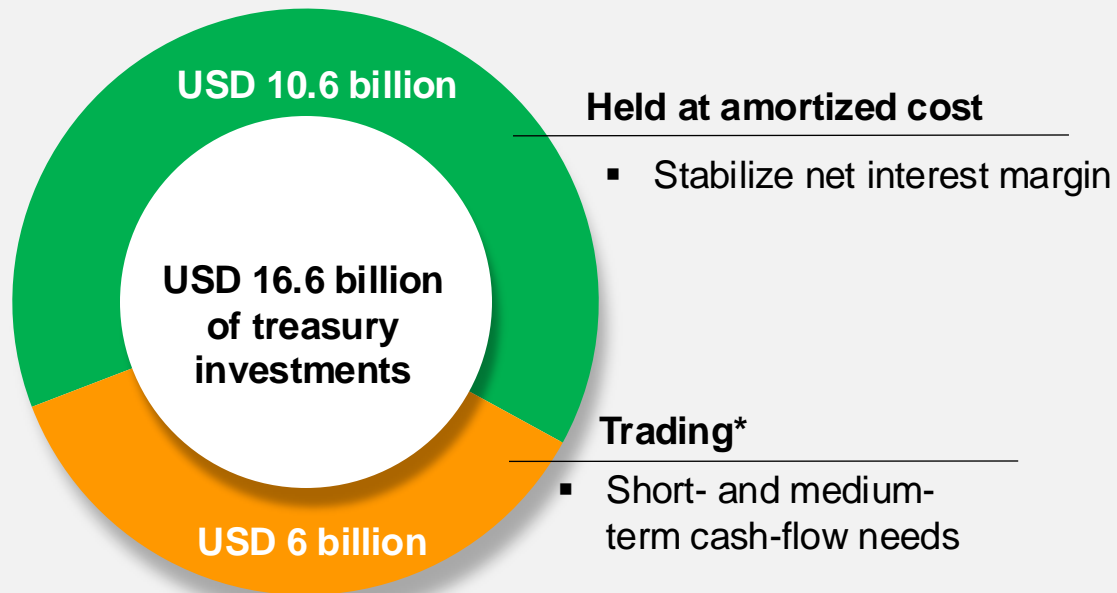 USD 10.6 billion
Held at amortized cost
▪ Stabilize net interest margin
USD 16.6 billion
of treasury
investments
Trading*
▪ Short- and medium-
term cash-flow needs
USD 6 billion